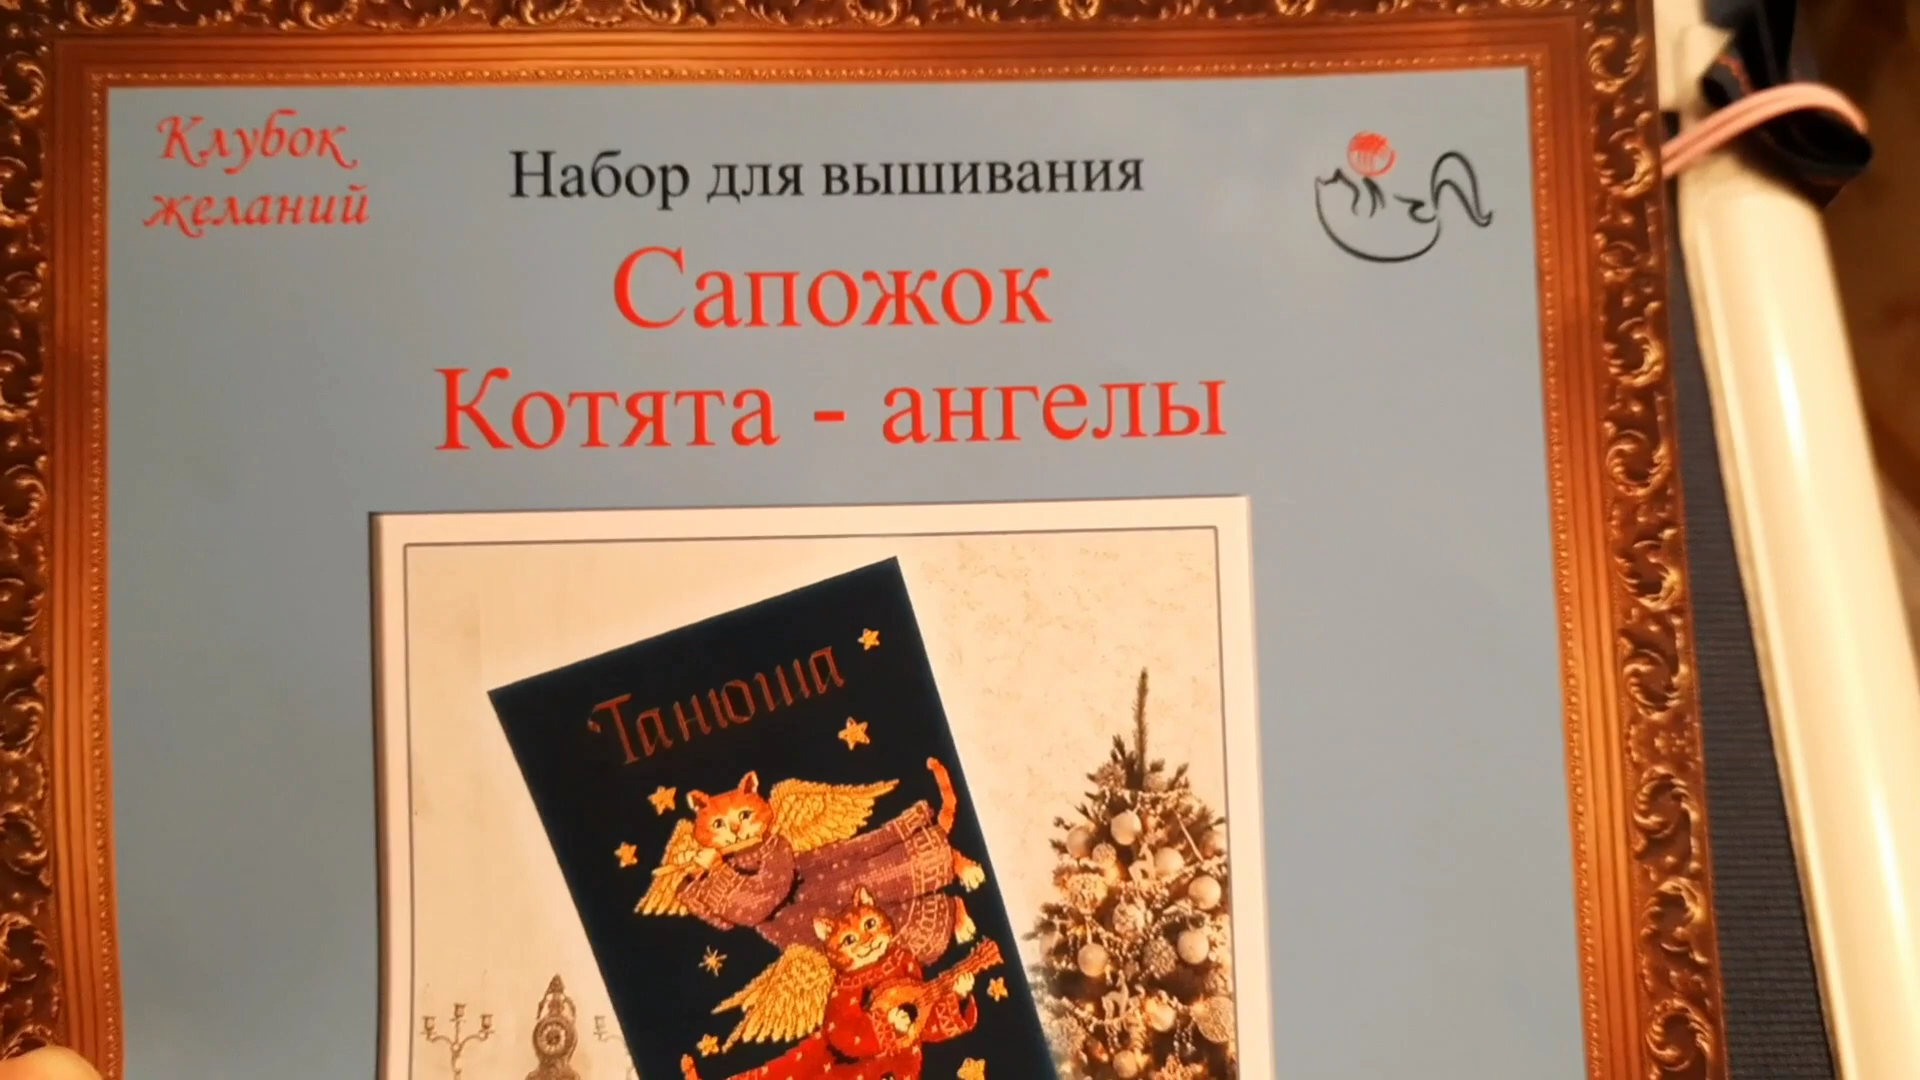 Клубок
желаний
Набор для вышивания
Сапожок
Котята - ангелы
Танюша